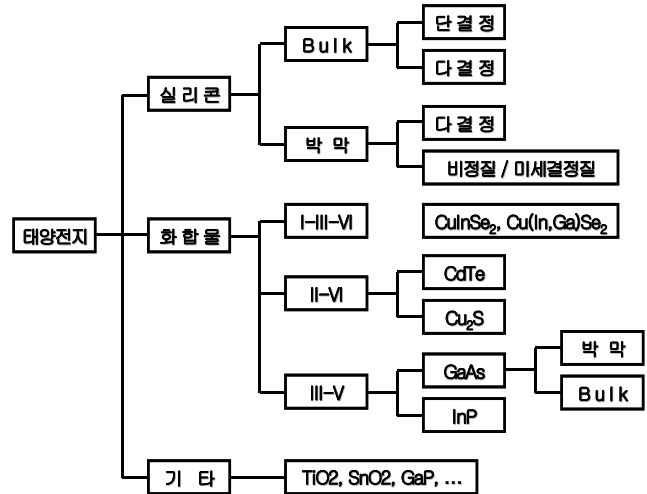 단결정
Bulk
다결정
실리콘
다결정
박막
비정질 / 미세결정질
태양전지
화합물
I-III-VI
CuInSe2, Cu(In,Ga)Se2
II-VI
CdTe
Cu2S
III-V
GaAs
박막
Bulk
InP
기타
TiO2, SnO2, GaP, ...